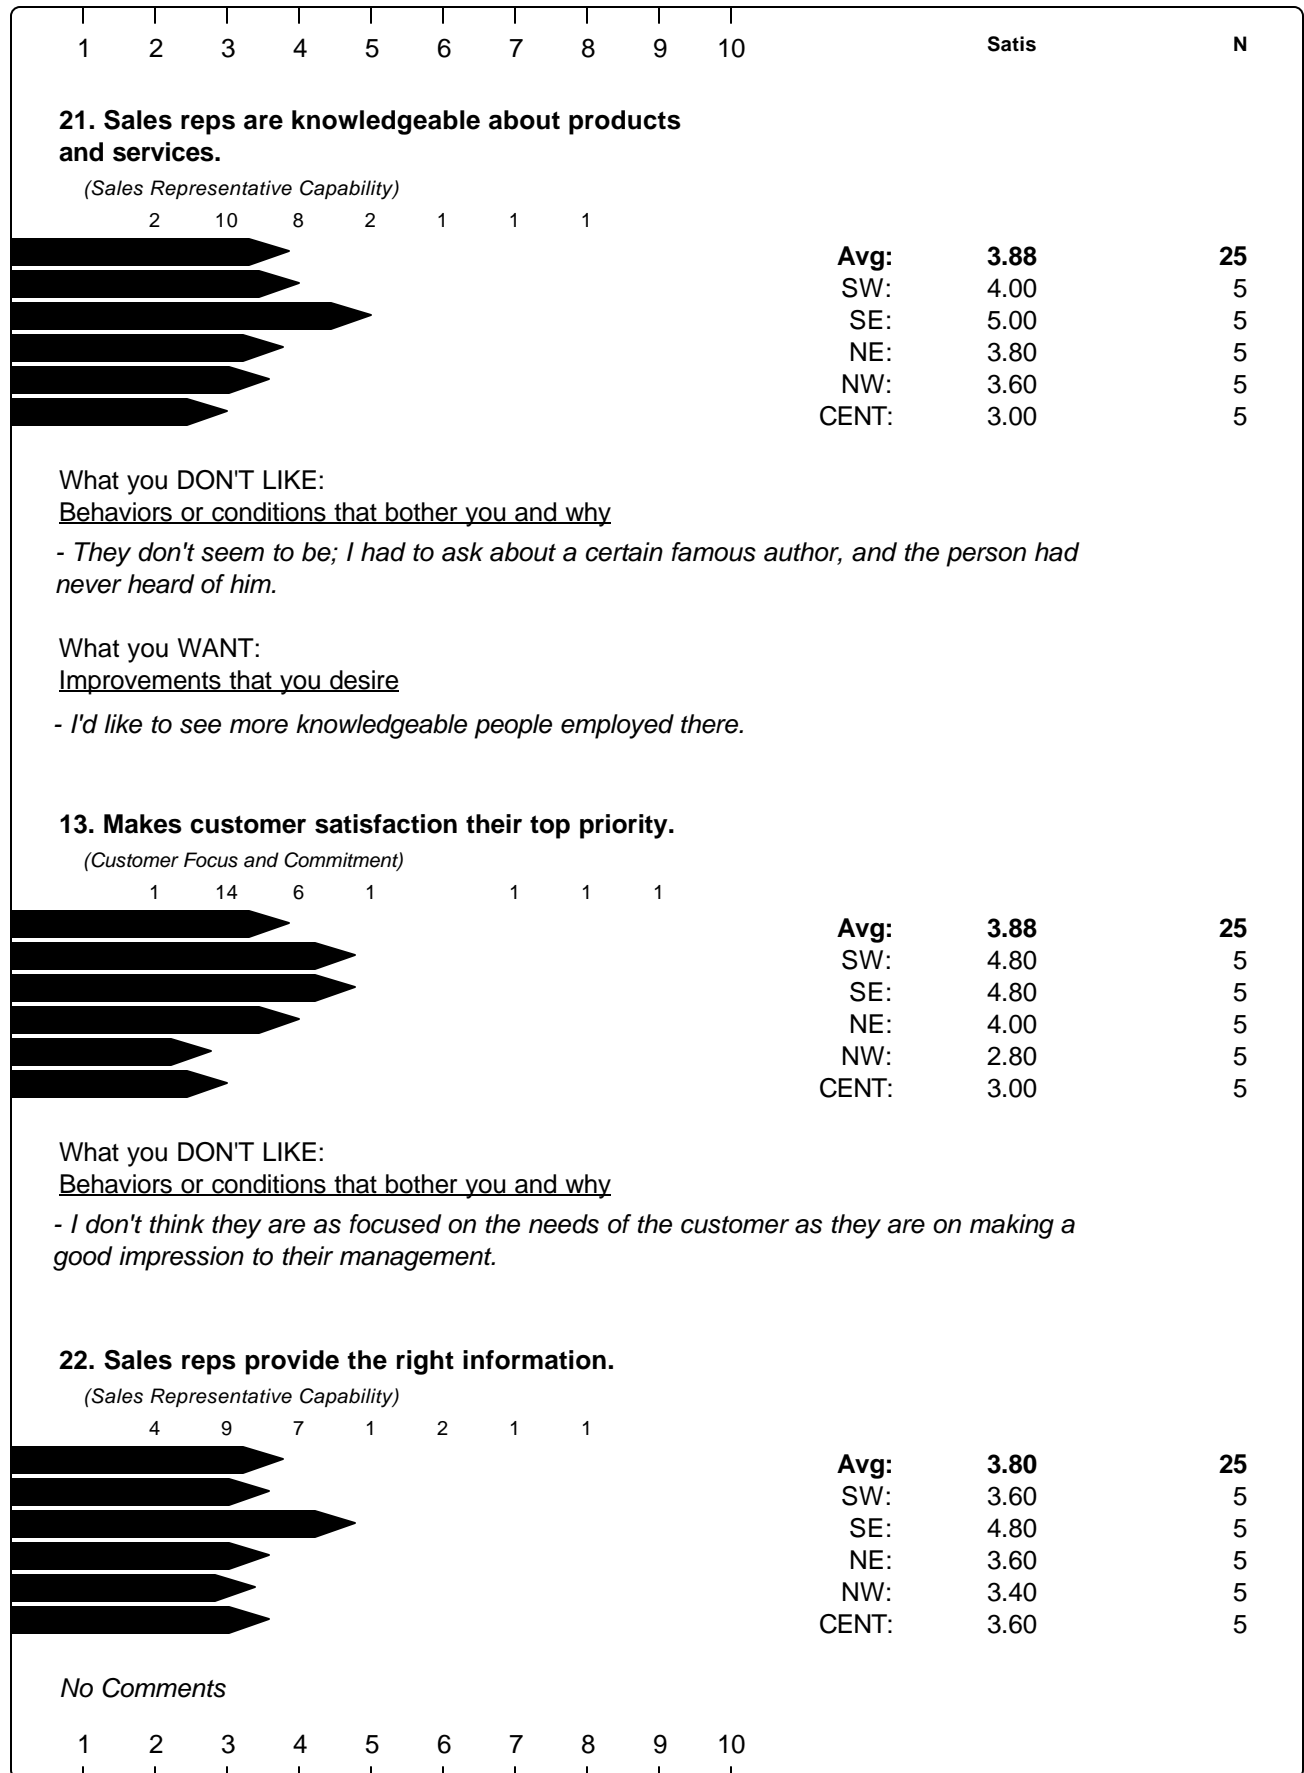 1 2 3 4 5 6 7 8 9 10 Satis N
21. Sales reps are knowledgeable about products
and services.
(Sales Representative Capability)
2 10 8 2 1 1 1
Avg: 3.88 25
SW: 4.00 5
SE: 5.00 5
NE: 3.80 5
NW: 3.60 5
CENT: 3.00 5
What you DON'T LIKE:
Behaviors or conditions that bother you and why
- They don't seem to be; I had to ask about a certain famous author, and the person had
never heard of him.
What you WANT:
Improvements that you desire
- I'd like to see more knowledgeable people employed there.
13. Makes customer satisfaction their top priority.
(Customer Focus and Commitment)
1 14 6 1 1 1 1
Avg: 3.88 25
SW: 4.80 5
SE: 4.80 5
NE: 4.00 5
NW: 2.80 5
CENT: 3.00 5
What you DON'T LIKE:
Behaviors or conditions that bother you and why
- I don't think they are as focused on the needs of the customer as they are on making a
good impression to their management.
22. Sales reps provide the right information.
(Sales Representative Capability)
4 9 7 1 2 1 1
Avg: 3.80 25
SW: 3.60 5
SE: 4.80 5
NE: 3.60 5
NW: 3.40 5
CENT: 3.60 5
No Comments
1 2 3 4 5 6 7 8 9 10